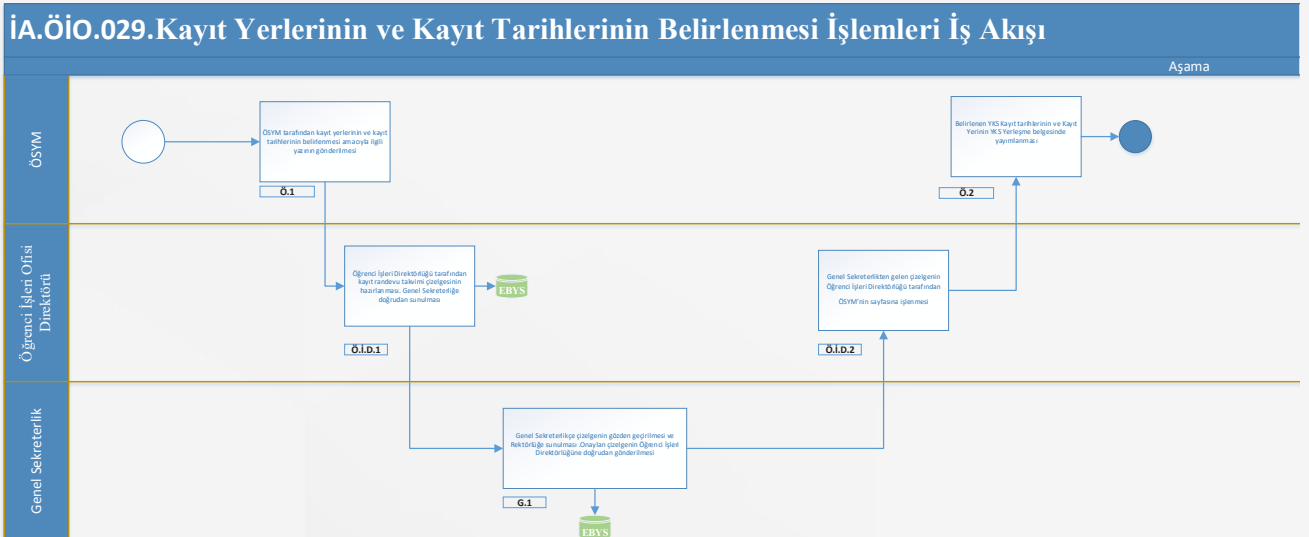 İA.ÖİO.029.Kayıt Yerlerinin ve Kayıt Tarihlerinin Belirlenmesi İşlemleri İş Akışı
Aşama
ÖSYM
ÖSYM tarafından kayıt yerlerinin ve kayıt
tarihlerinin belirlenmesi amacıyla ilgili
yazının gönderilmesi
Ö.1
Belirlenen YKS Kayıt tarihlerinin ve Kayıt
Yerinin YKS Yerleşme belgesinde
yayımlanması
Ö.2
Öğrenci İşleri Ofisi
Direktörü
Öğrenci İşleri Direktörlüğü tarafından
kayıt randevu takvimi çizelgesinin
hazırlanması. Genel Sekreterliğe
doğrudan sunulması
EBYS
Ö.İ.D.1
Genel Sekreterlikten gelen çizelgenin
Öğrenci İşleri Direktörlüğü tarafından
ÖSYM'nin sayfasına işlenmesi
Ö.İ.D.2
Genel Sekreterlik
Genel Sekreterlikçe çizelgenin gözden geçirilmesi ve
Rektörlüğe sunulması .Onaylan çizelgenin Öğrenci İşleri
Direktörlüğüne doğrudan gönderilmesi
G.1
EBYS